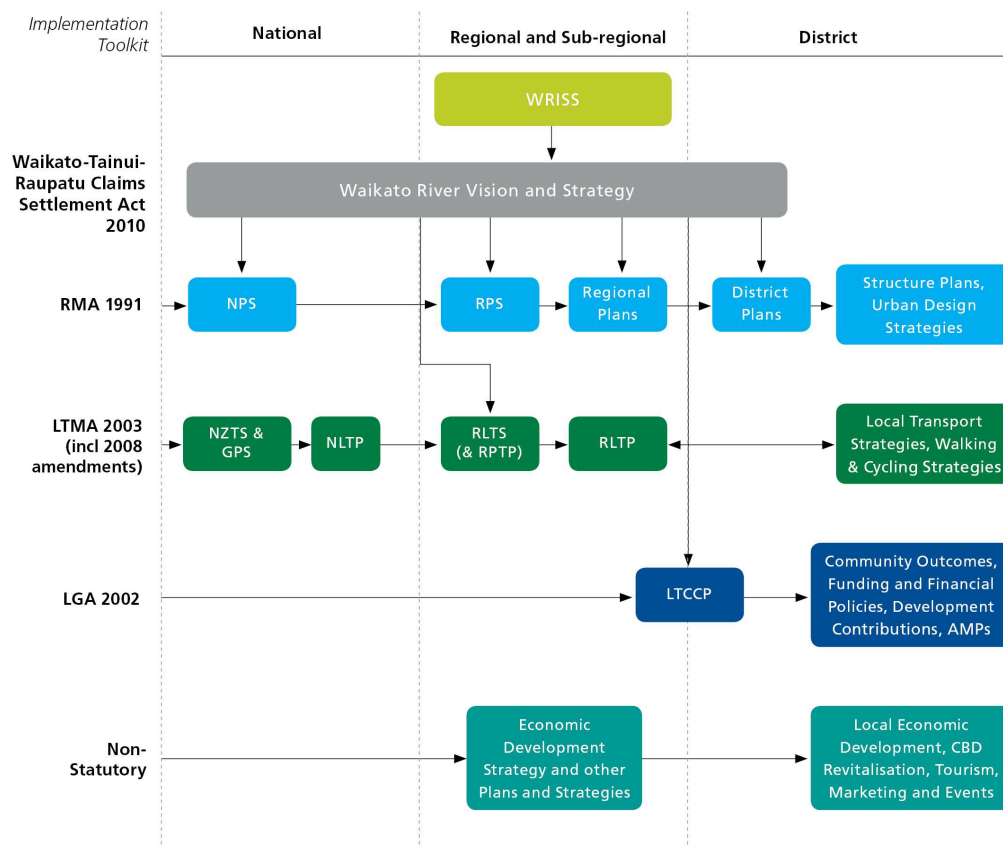 Implementation
Toolkit
National
Regional and Sub-regional
District
WRISS
Waikato-Tainui-
Raupatu Claims
Settlement Act
2010
Waikato River Vision and Strategy
RMA 1991
NPS
RPS
Regional
Plans
District
Plans
Structure Plans,
Urban Design
Strategies
LTMA 2003
(incl 2008
amendments)
NZTS &
GPS
NLTP
RLTS
(& RPTP)
RLTP
Local Transport
Strategies, Walking
& Cycling Strategies
LGA 2002
LTCCP
Community Outcomes,
Funding and Financial
Policies, Development
Contributions, AMPs
Non-
Statutory
Economic
Development
Strategy and other
Plans and Strategies
Local Economic
Development, CBD
Revitalisation, Tourism,
Marketing and Events